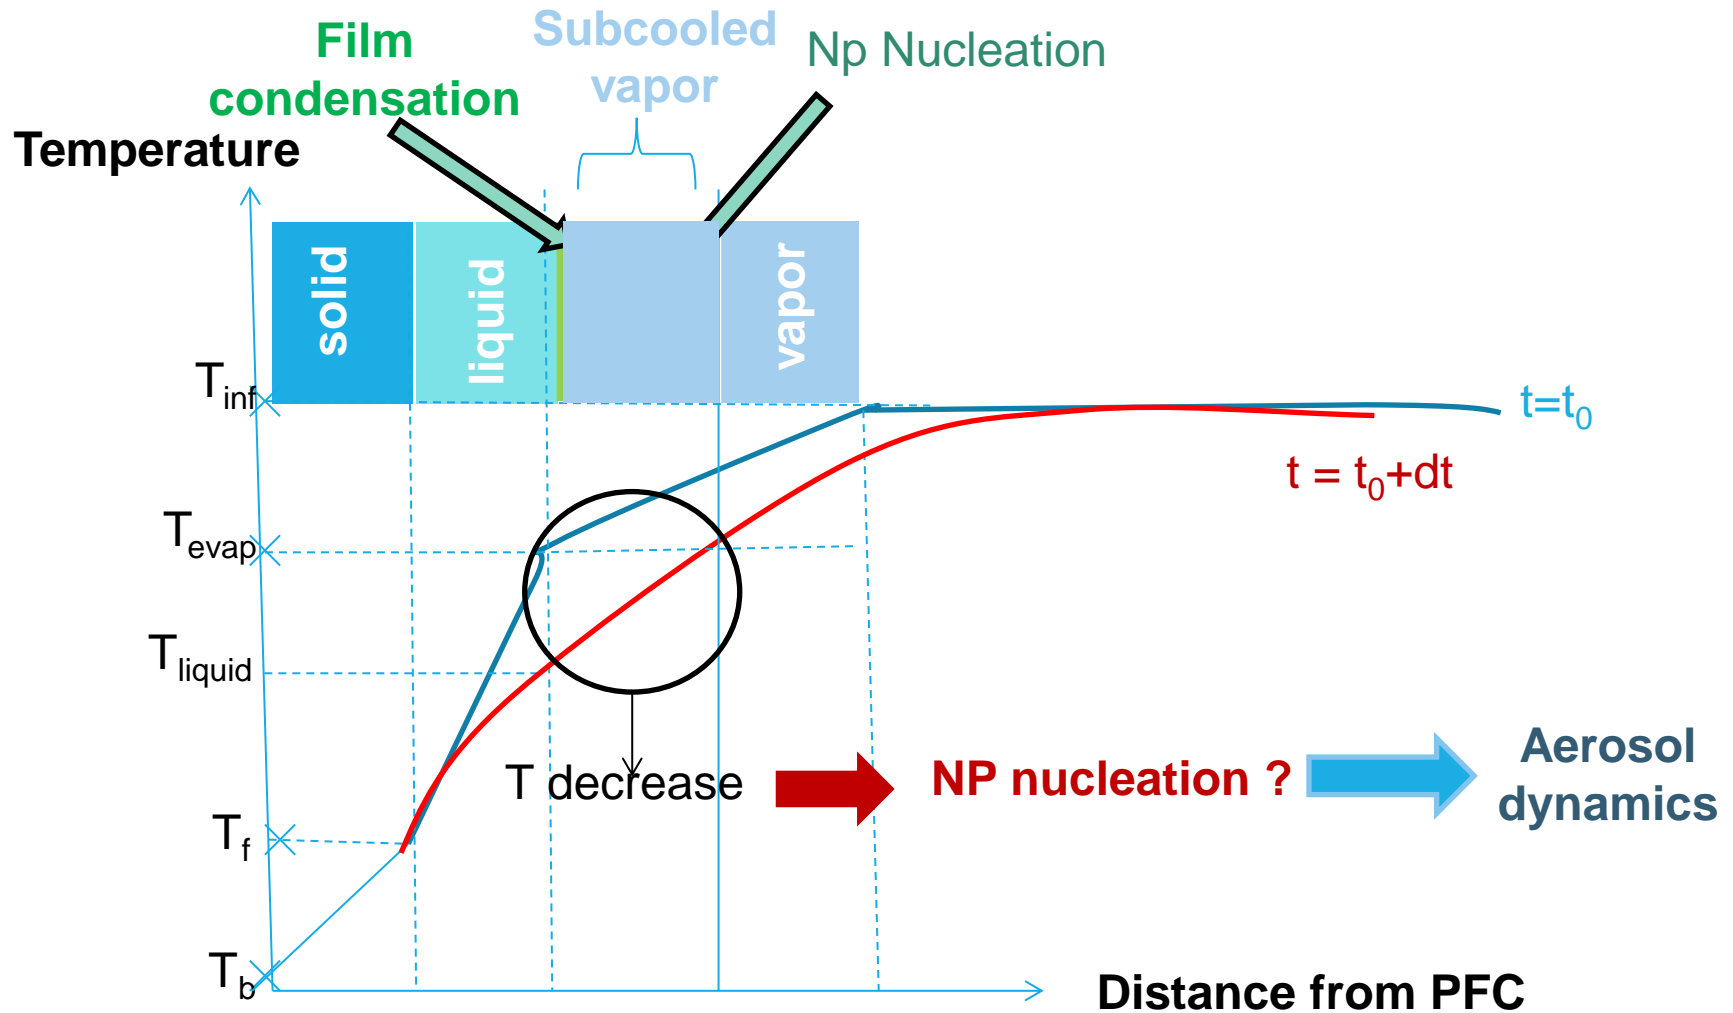 Film
condensation
Subcooled
vapor
Np Nucleation
Temperature
solid
liquid
vapor
T_inf
t=t_0
t = t_0+dt
T_evap
T_liquid
T decrease
NP nucleation ?
Aerosol
dynamics
T_f
T_b
Distance from PFC